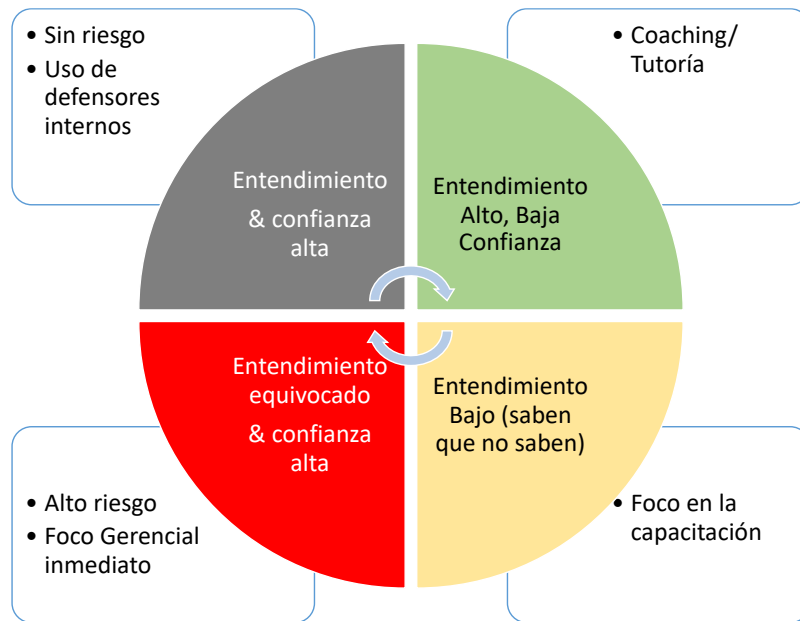 • Sin riesgo
• Uso de
defensores
internos
• Coaching/
Tutoría
Entendimiento
& confianza
alta
Entendimiento
Alto, Baja
Confianza
Entendimiento
equivocado
& confianza
alta
Entendimiento
Bajo (saben
que no saben)
• Alto riesgo
• Foco Gerencial
inmediato
• Foco en la
capacitación